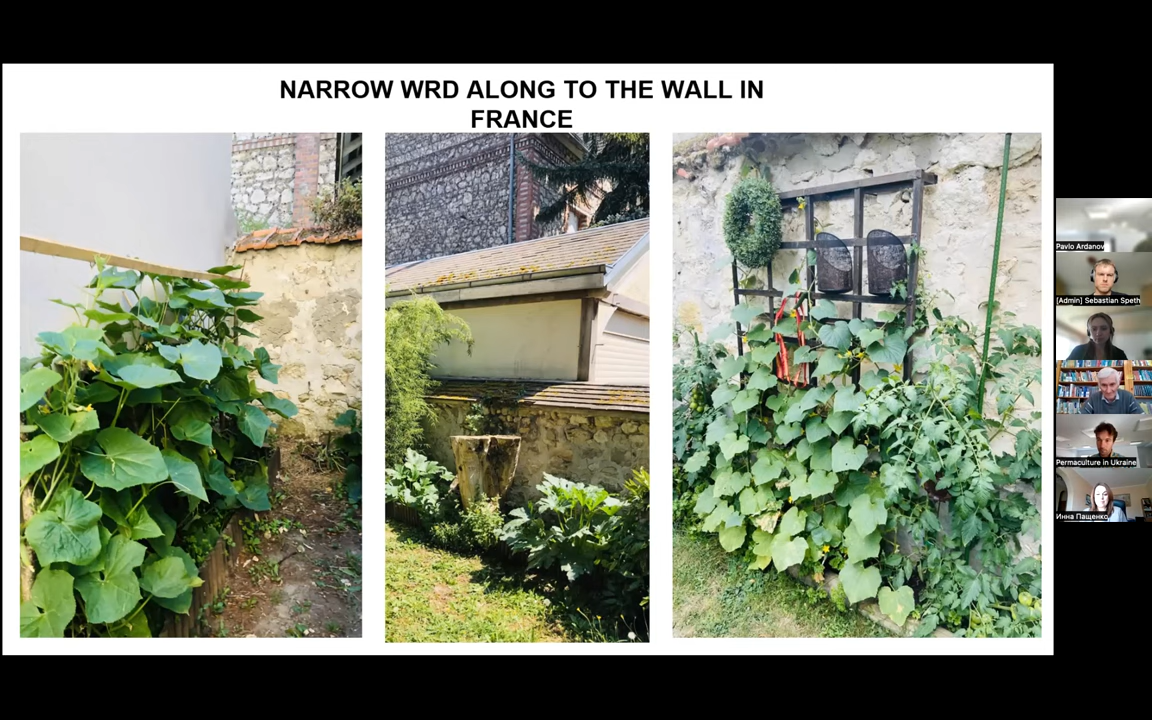 NARROW WRD ALONG TO THE WALL IN
FRANCE
Pavlo Ardanov
[Admin] Sebastian Speth
Permaculture in Ukraine
Инна Пащенко